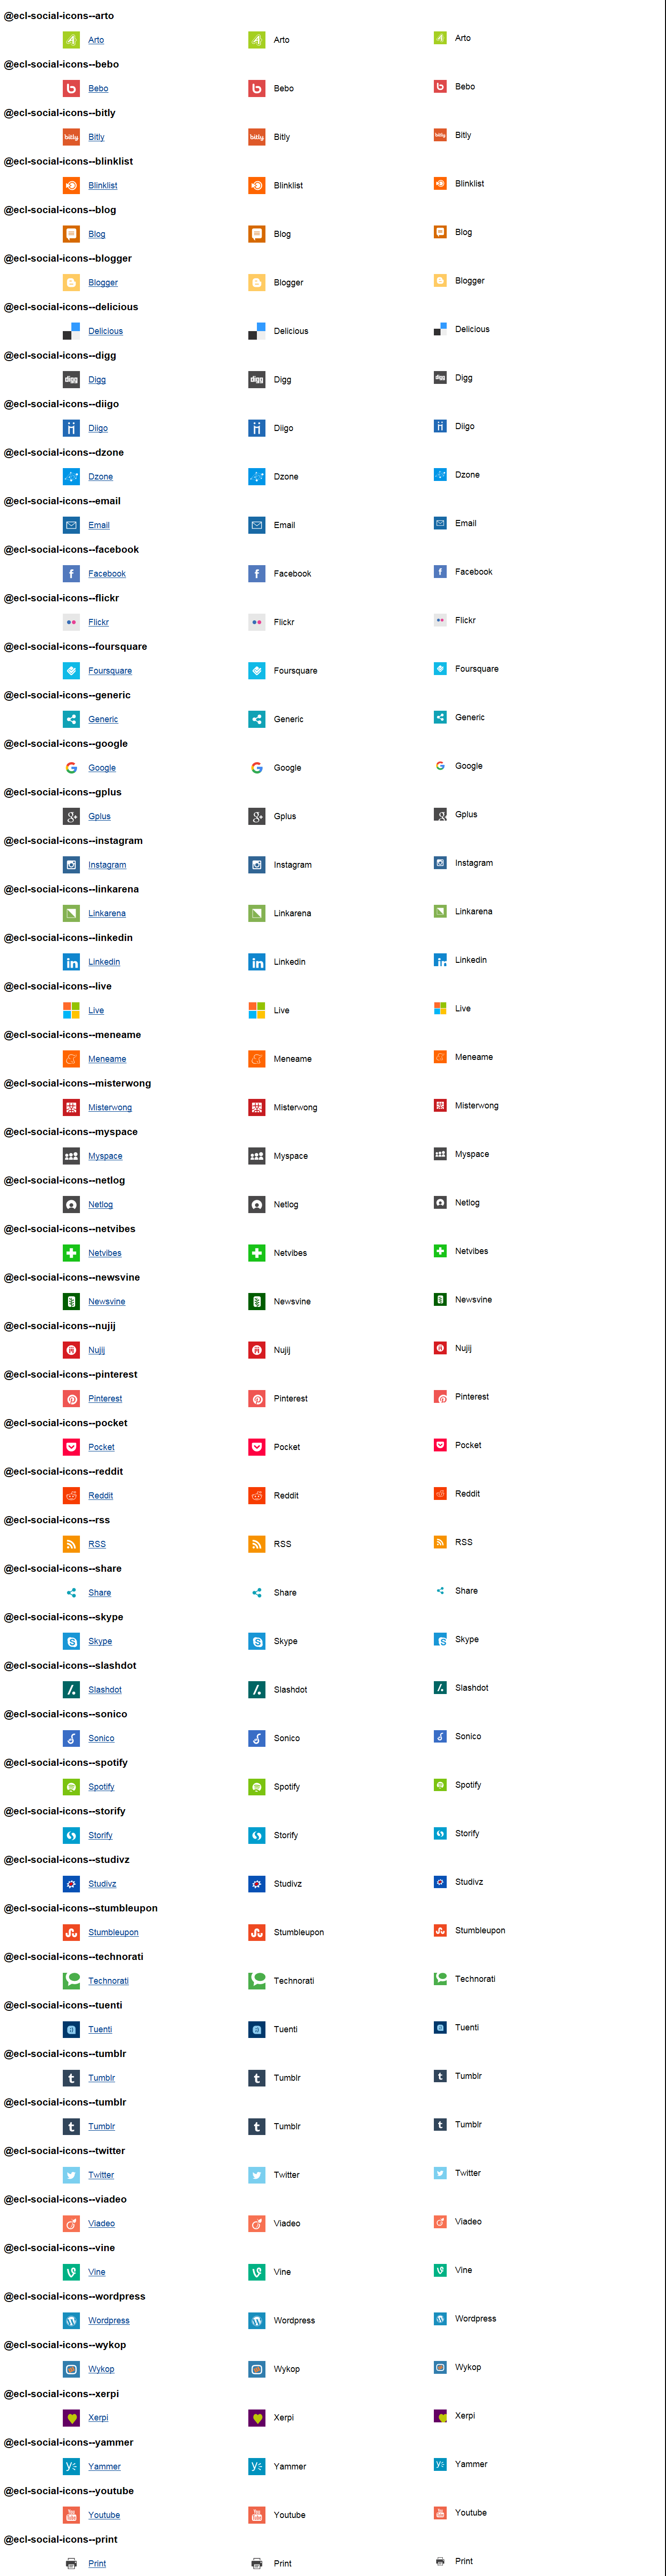 @ecl-social-icons--arto
Arto Arto Arto
@ecl-social-icons--bebo
Bebo Bebo Bebo
@ecl-social-icons--bitly
bitly Bitly bitly Bitly bitly Bitly
@ecl-social-icons--blinklist
Blinklist Blinklist Blinklist
@ecl-social-icons--blog
Blog Blog Blog
@ecl-social-icons--blogger
Blogger Blogger Blogger
@ecl-social-icons--delicious
Delicious Delicious Delicious
@ecl-social-icons--digg
digg Digg digg Digg digg Digg
@ecl-social-icons--diigo
Diigo Diigo Diigo
@ecl-social-icons--dzone
Dzone Dzone Dzone
@ecl-social-icons--email
Email Email Email
@ecl-social-icons--facebook
f Facebook f Facebook f Facebook
@ecl-social-icons--flickr
Flickr Flickr Flickr
@ecl-social-icons--foursquare
Foursquare Foursquare Foursquare
@ecl-social-icons--generic
Generic Generic Generic
@ecl-social-icons--google
G Google G Google G Google
@ecl-social-icons--gplus
g+ Gplus g+ Gplus Gplus
@ecl-social-icons--instagram
Instagram Instagram Instagram
@ecl-social-icons--linkarena
Linkarena Linkarena Linkarena
@ecl-social-icons--linkedin
in Linkedin in Linkedin in Linkedin
@ecl-social-icons--live
Live Live Live
@ecl-social-icons--meneame
Meneame Meneame Meneame
@ecl-social-icons--misterwong
Misterwong Misterwong Misterwong
@ecl-social-icons--myspace
Myspace Myspace Myspace
@ecl-social-icons--netlog
Netlog Netlog Netlog
@ecl-social-icons--netvibes
Netvibes Netvibes Netvibes
@ecl-social-icons--newsvine
Newsvine Newsvine Newsvine
@ecl-social-icons--nujij
Nujij Nujij Nujij
@ecl-social-icons--pinterest
Pinterest Pinterest Pinterest
@ecl-social-icons--pocket
Pocket Pocket Pocket
@ecl-social-icons--reddit
Reddit Reddit Reddit
@ecl-social-icons--rss
RSS RSS RSS
@ecl-social-icons--share
Share Share Share
@ecl-social-icons--skype
S Skype S Skype S Skype
@ecl-social-icons--slashdot
/. Slashdot /. Slashdot /. Slashdot
@ecl-social-icons--sonico
Sonico Sonico Sonico
@ecl-social-icons--spotify
Spotify Spotify Spotify
@ecl-social-icons--storify
Storify Storify Storify
@ecl-social-icons--studivz
Studivz Studivz Studivz
@ecl-social-icons--stumbleupon
Stumbleupon Stumbleupon Stumbleupon
@ecl-social-icons--technorati
Technorati Technorati Technorati
@ecl-social-icons--tuenti
Tuenti Tuenti Tuenti
@ecl-social-icons--tumblr
t Tumblr t Tumblr t Tumblr
@ecl-social-icons--tumblr
t Tumblr t Tumblr t Tumblr
@ecl-social-icons--twitter
Twitter Twitter Twitter
@ecl-social-icons--viadeo
Viadeo Viadeo Viadeo
@ecl-social-icons--vine
Vine Vine Vine
@ecl-social-icons--wordpress
W Wordpress W Wordpress W Wordpress
@ecl-social-icons--wykop
Wykop Wykop Wykop
@ecl-social-icons--xerpi
Xerpi Xerpi Xerpi
@ecl-social-icons--yammer
Yammer Yammer Yammer
@ecl-social-icons--youtube
You Tube Youtube You Tube Youtube You Tube Youtube
@ecl-social-icons--print
Print Print Print